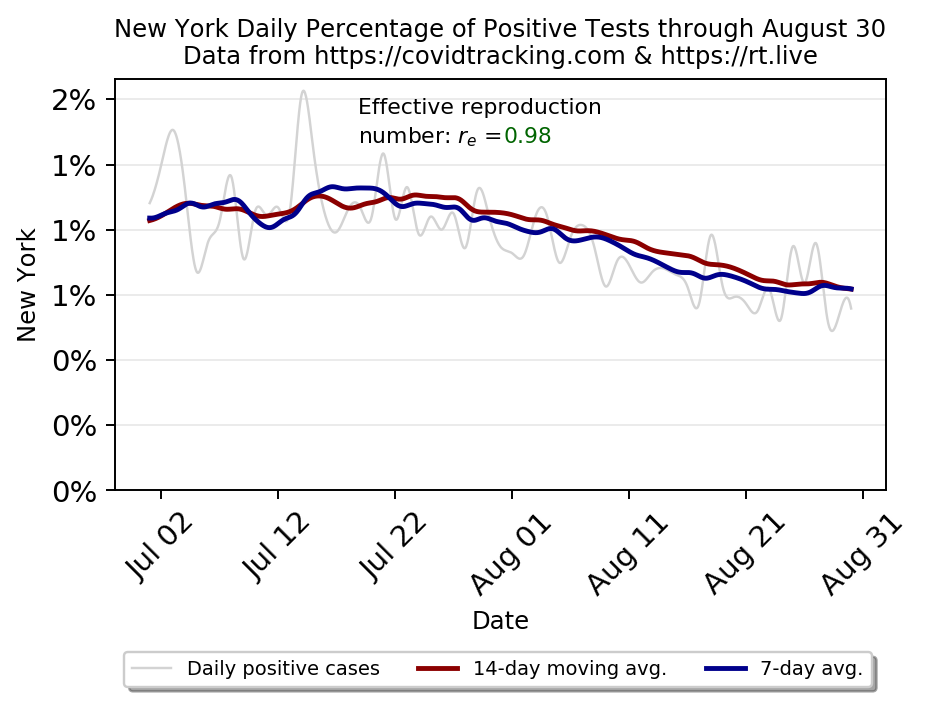 New York Daily Percentage of Positive Tests through August 30
Data from https://covidtracking.com & https://rt.live
Effective reproduction
number: rₑ =0.98
2%
1%
1%
1%
0%
0%
0%
New York
Jul 02
Jul 12
Jul 22
Aug 01
Aug 11
Aug 21
Aug 31
Date
Daily positive cases
14-day moving avg.
7-day avg.